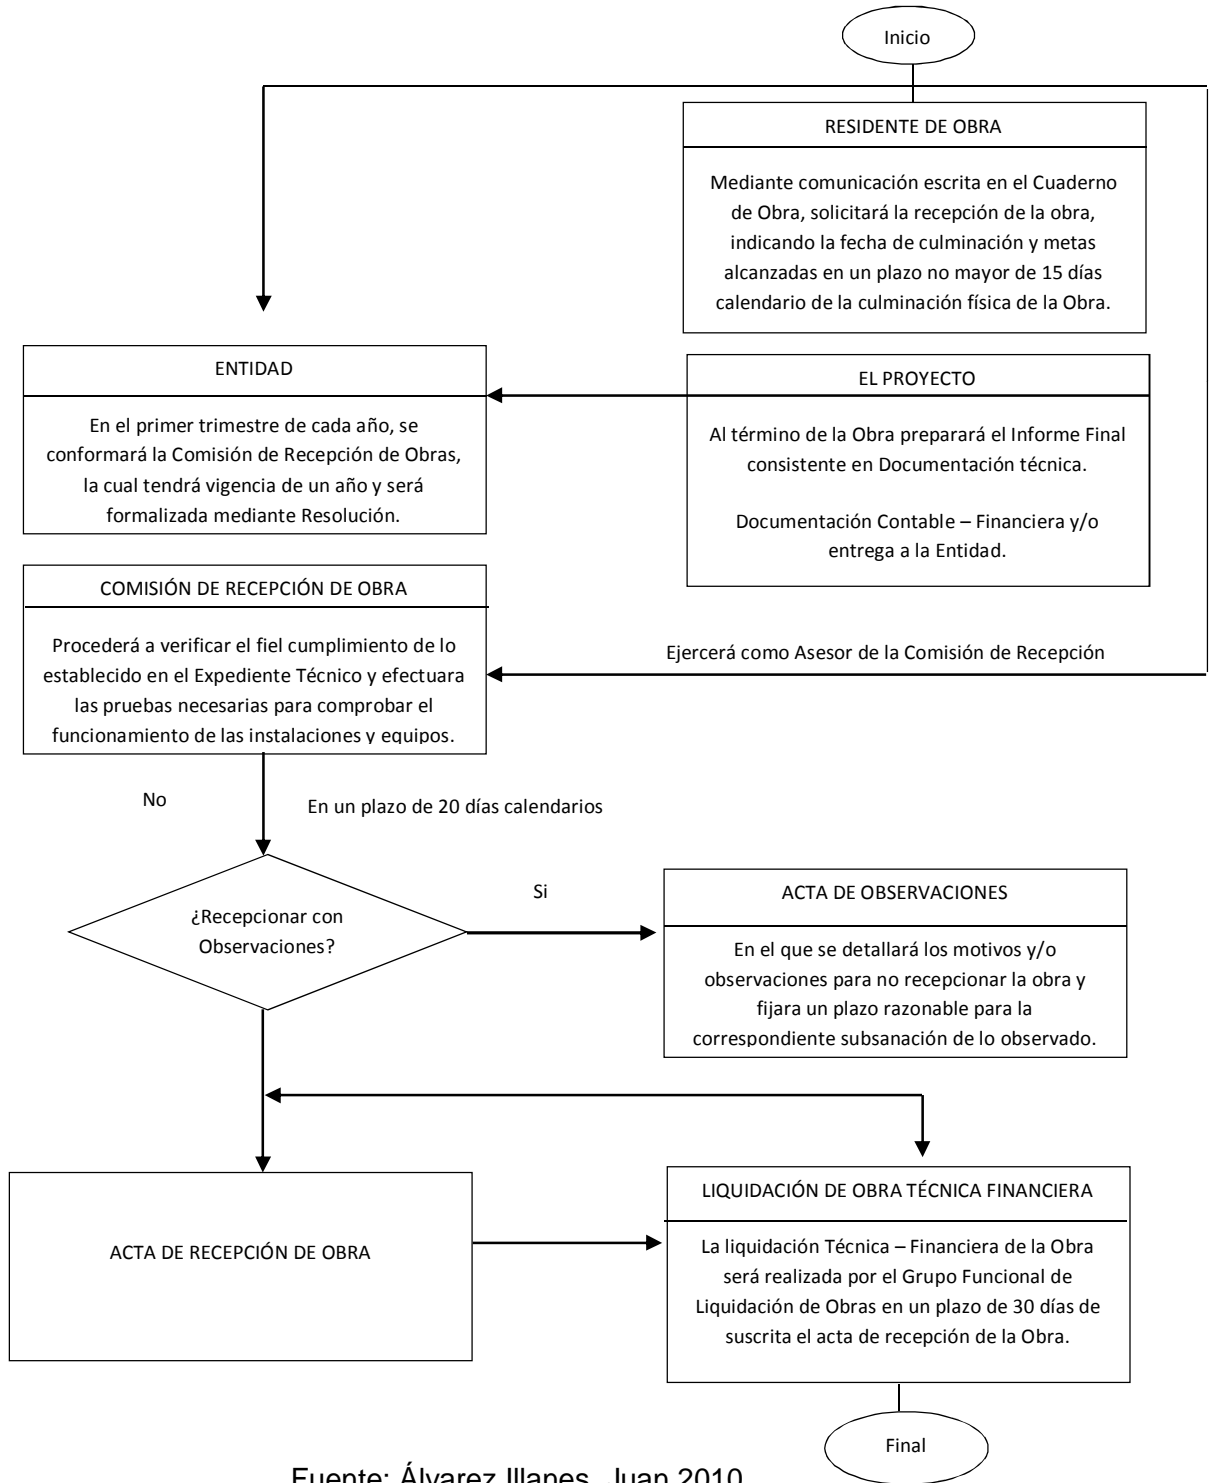 Inicio
RESIDENTE DE OBRA
Mediante comunicación escrita en el Cuaderno
de Obra, solicitará la recepción de la obra,
indicando la fecha de culminación y metas
alcanzadas en un plazo no mayor de 15 días
calendario de la culminación física de la Obra.
ENTIDAD
En el primer trimestre de cada año, se
conformará la Comisión de Recepción de Obras,
la cual tendrá vigencia de un año y será
formalizada mediante Resolución.
EL PROYECTO
Al término de la Obra preparará el Informe Final
consistente en Documentación técnica.
Documentación Contable – Financiera y/o
entrega a la Entidad.
COMISIÓN DE RECEPCIÓN DE OBRA
Procederá a verificar el fiel cumplimiento de lo
establecido en el Expediente Técnico y efectuara
las pruebas necesarias para comprobar el
funcionamiento de las instalaciones y equipos.
Ejercerá como Asesor de la Comisión de Recepción
No
En un plazo de 20 días calendarios
¿Recepcionar con
Observaciones?
Si
ACTA DE OBSERVACIONES
En el que se detallará los motivos y/o
observaciones para no recepcionar la obra y
fijara un plazo razonable para la
correspondiente subsanación de lo observado.
ACTA DE RECEPCIÓN DE OBRA
LIQUIDACIÓN DE OBRA TÉCNICA FINANCIERA
La liquidación Técnica – Financiera de la Obra
será realizada por el Grupo Funcional de
Liquidación de Obras en un plazo de 30 días de
suscrita el acta de recepción de la Obra.
Final
Fuente: Álvarez Illanes, Juan 2010